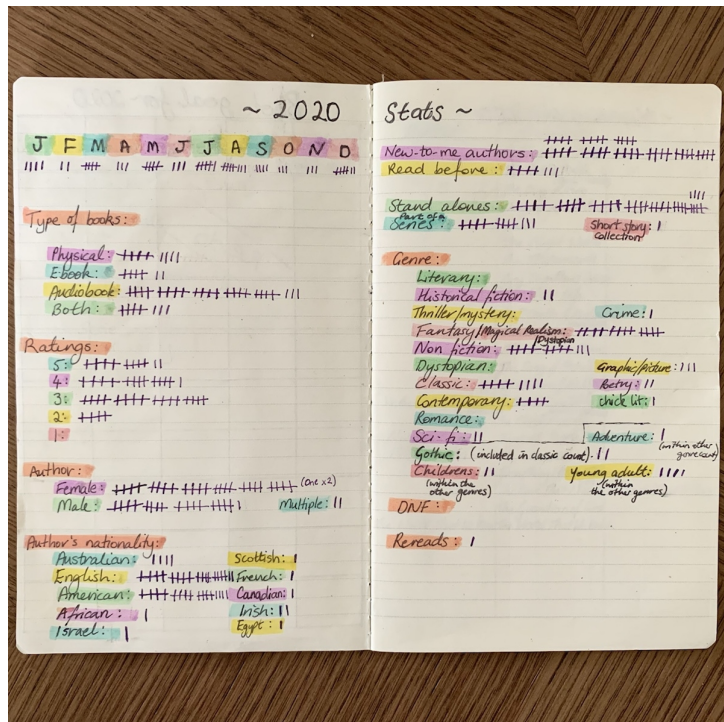 ~ 2020
J F M A M J J A S O N D
Type of books:
Physical:
Ebook:
Audiobook:
Both:
Ratings:
5:
4:
3:
2:
1:
Author:
Female: (one x2)
Male: Multiple:
Author's nationality:
Australian: Scottish:
English: French:
American: Canadian:
African: Irish:
Israel: Egypt:
Stats ~
New-to-me authors:
Read before:
Stand alones:
Part of a
Series: Short story
collection
Genre:
Literary:
Historical fiction:
Thriller/mystery: Crime:
Fantasy/Magical Realism:
/Dystopian
Non fiction:
Dystopian: Graphic/Picture:
Classic: Poetry:
Contemporary: chick lit:
Romance:
Sci-fi: Adventure:
(within other
Gothic: (included in classic count)
Childrens: Young adult:
(within the (within
other genres) the other genres)
DNF:
Rereads: